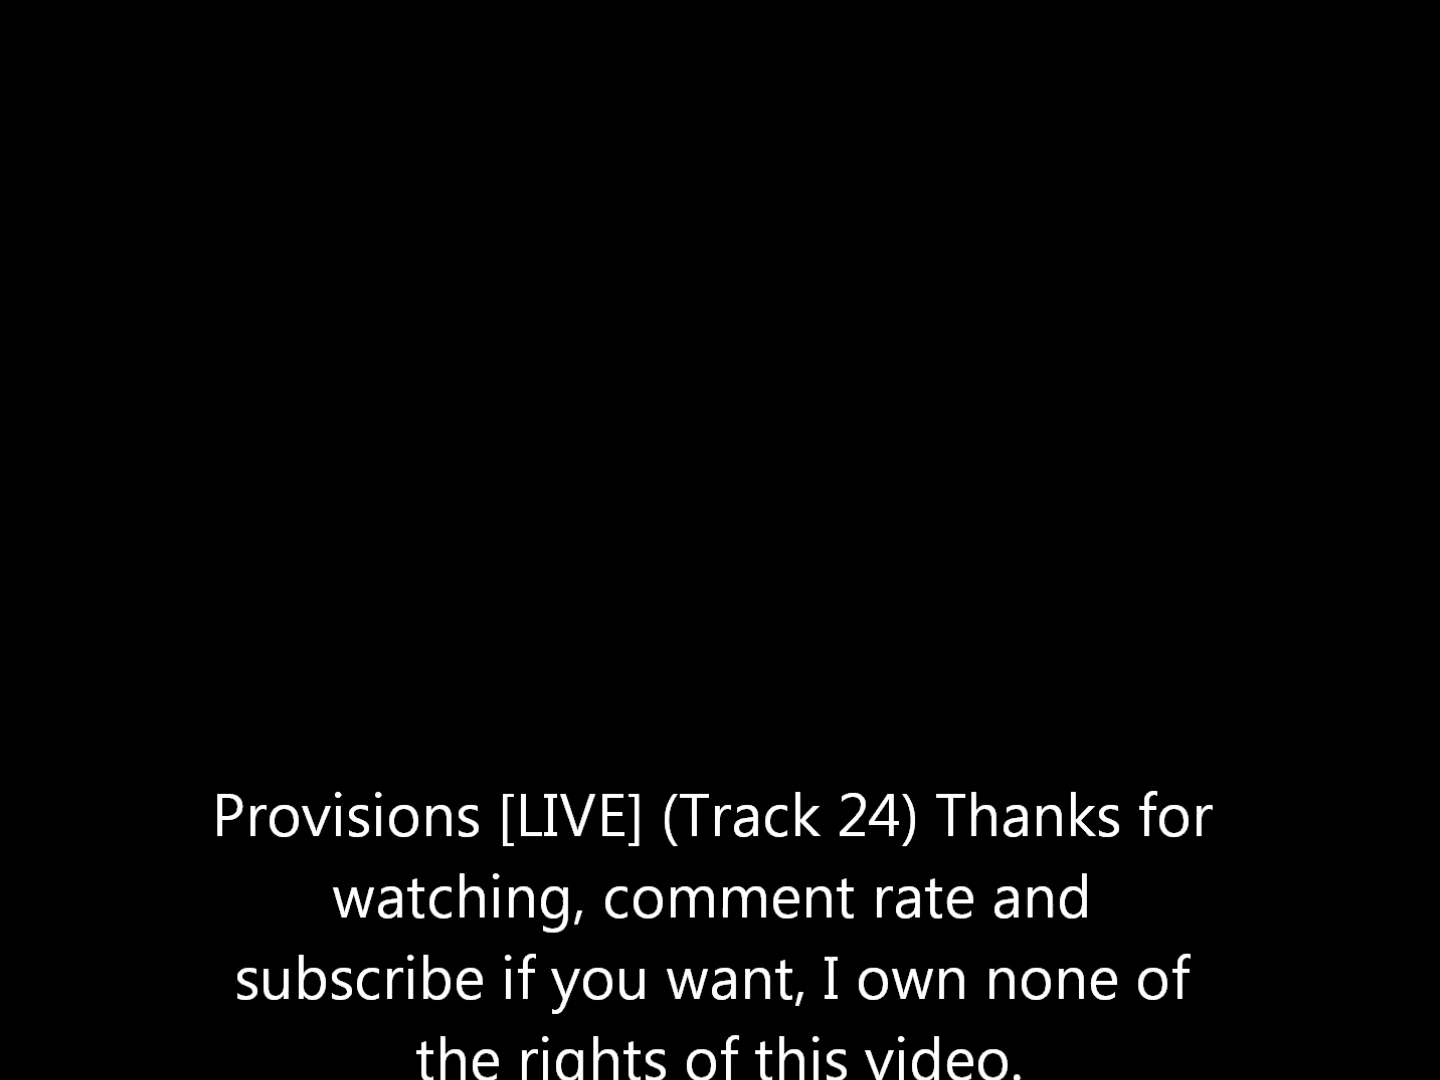 Provisions [LIVE] (Track 24) Thanks for
watching, comment rate and
subscribe if you want, I own none of
the rights of this video.